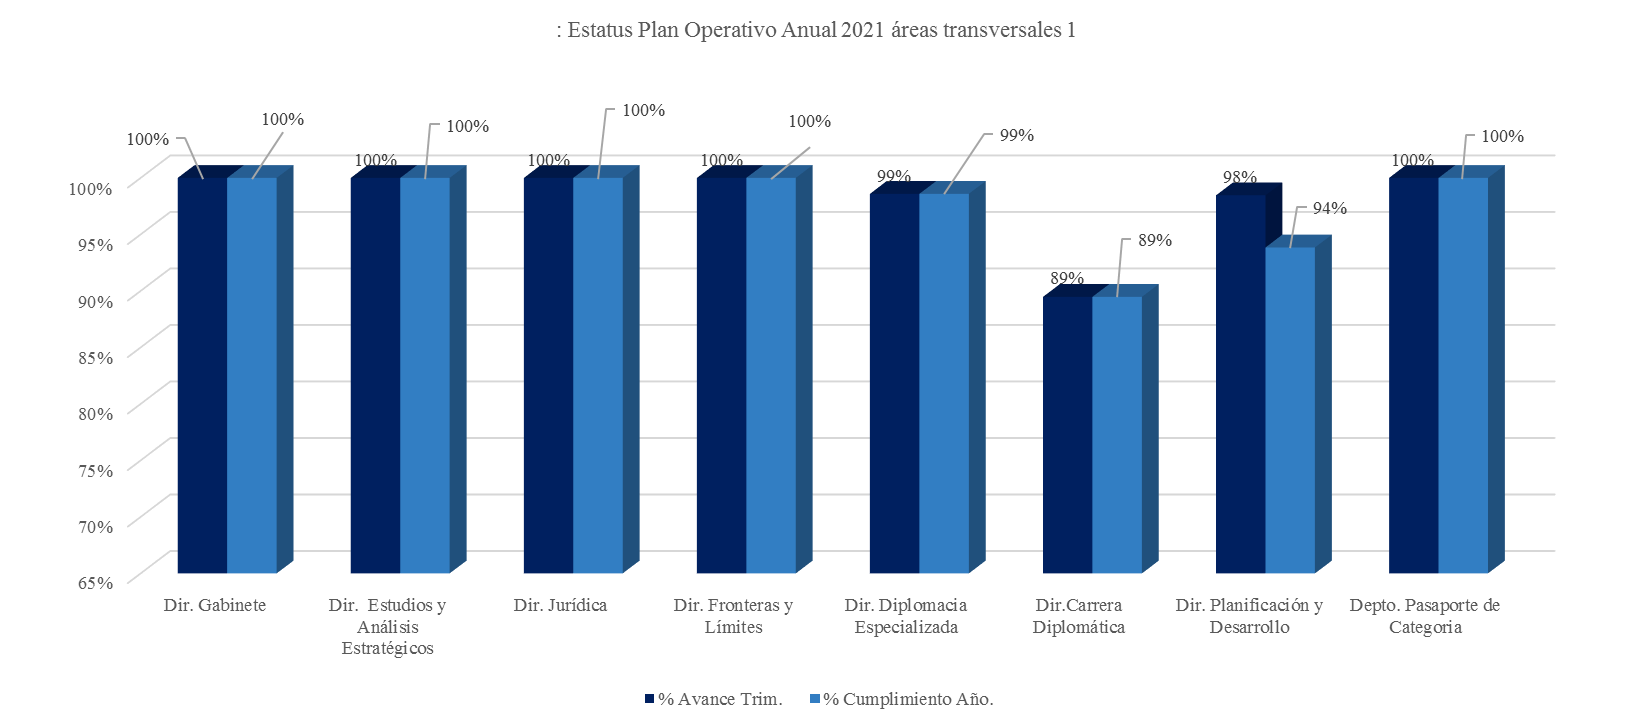 : Estatus Plan Operativo Anual 2021 áreas transversales 1
100%
100%
100%
100%
100%
100%
100%
100%
99%
99%
89%
89%
98%
94%
100%
100%
100%
95%
90%
85%
80%
75%
70%
65%
Dir. Gabinete
Dir.  Estudios y
Análisis
Estratégicos
Dir. Jurídica
Dir. Fronteras y
Límites
Dir. Diplomacia
Especializada
Dir.Carrera
Diplomática
Dir. Planificación y
Desarrollo
Depto. Pasaporte de
Categoria
% Avance Trim.
% Cumplimiento Año.